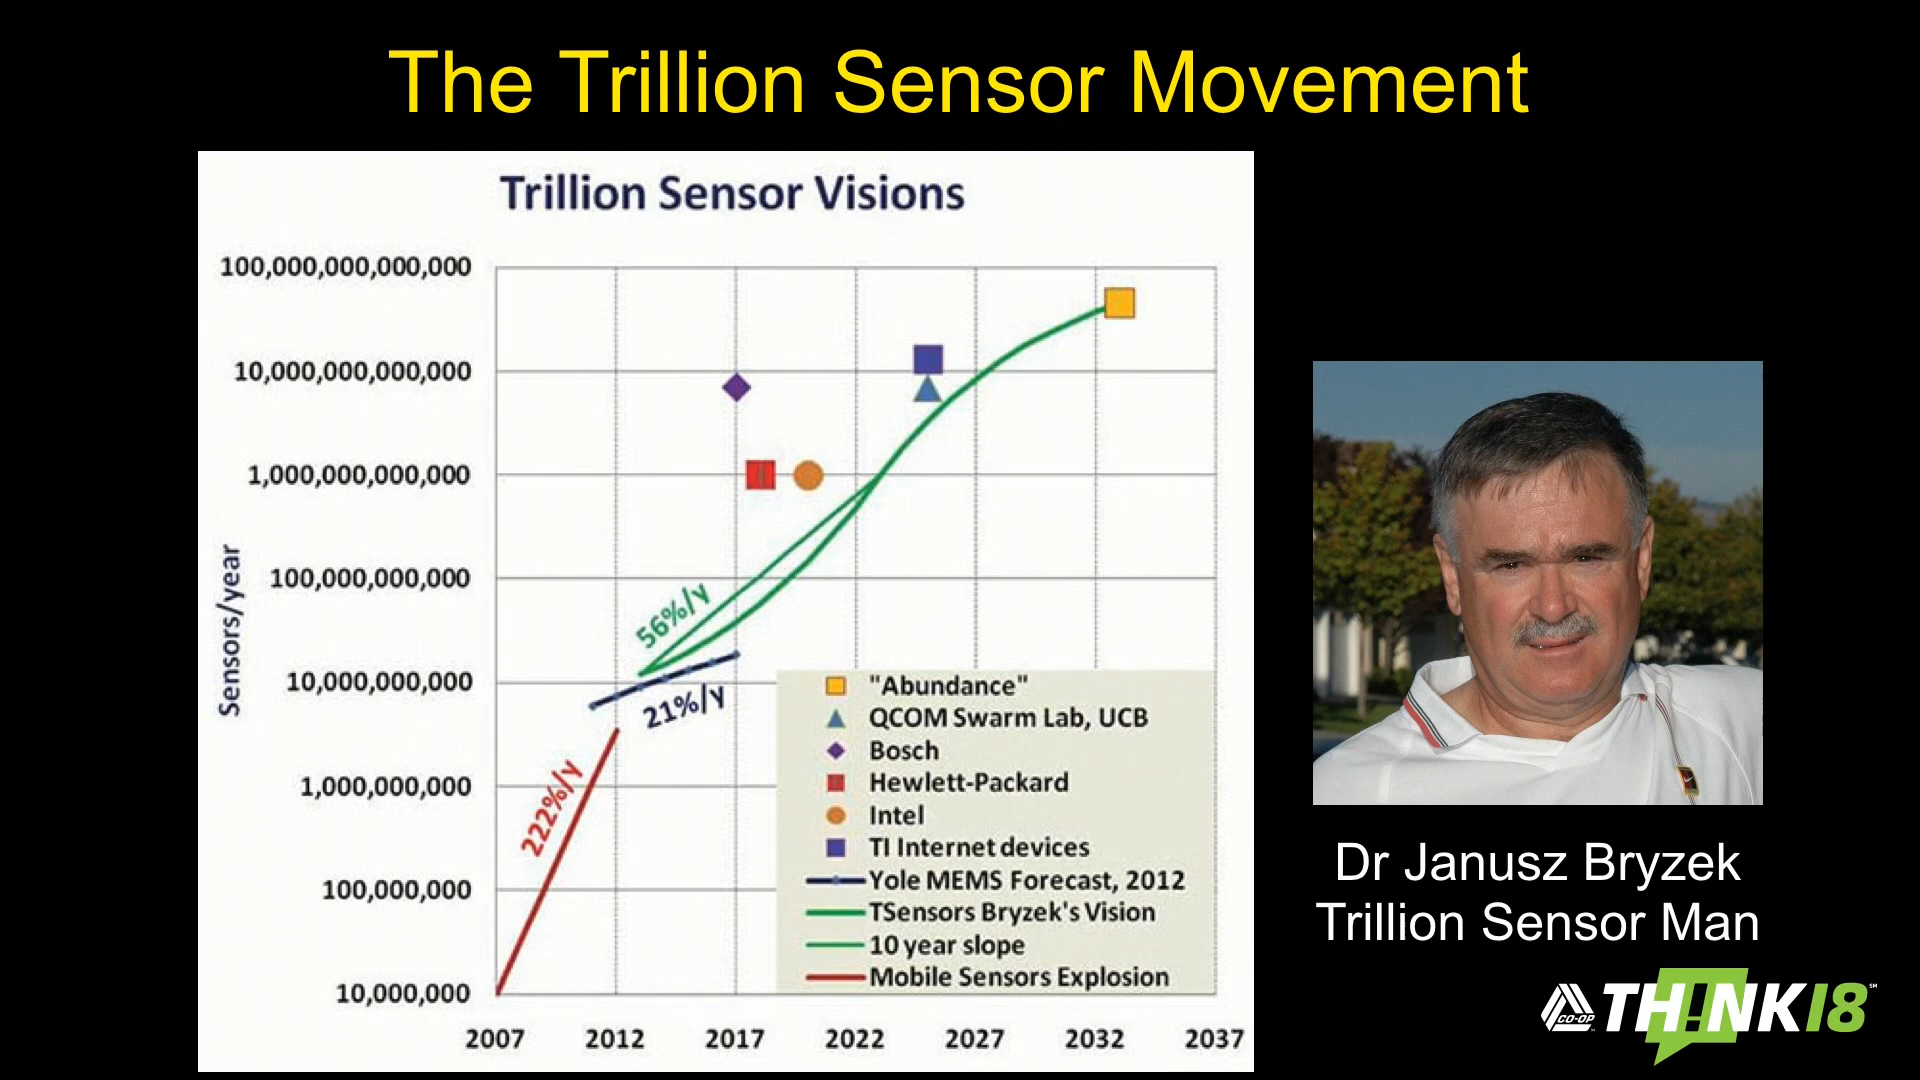 The Trillion Sensor Movement
Trillion Sensor Visions
100,000,000,000,000
10,000,000,000,000
1,000,000,000,000
100,000,000,000
10,000,000,000
1,000,000,000
100,000,000
10,000,000
Sensors/year
2007 2012 2017 2022 2027 2032 2037
56%/y
21%/y
222%/y
"Abundance"
QCOM Swarm Lab, UCB
Bosch
Hewlett-Packard
Intel
TI Internet devices
Yole MEMS Forecast, 2012
TSensors Bryzek's Vision
10 year slope
Mobile Sensors Explosion
Dr Janusz Bryzek
Trillion Sensor Man
CO-OP TH!NK18 SM